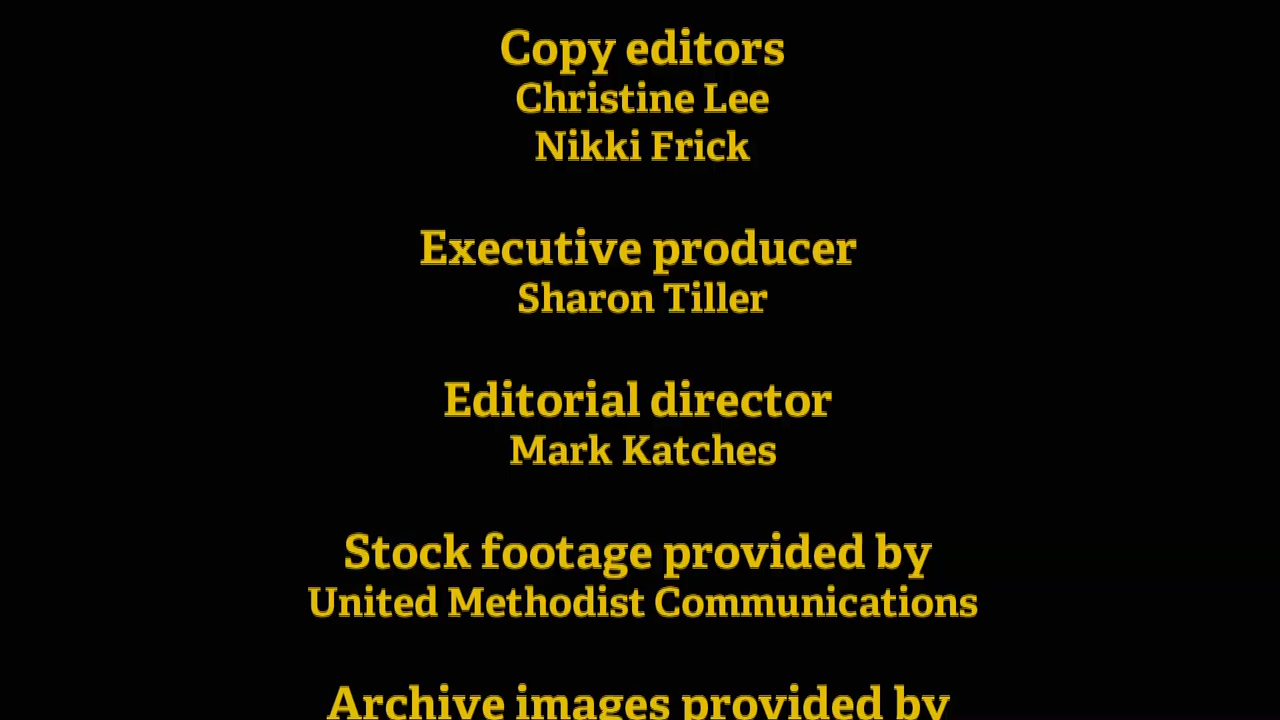 Copy editors
Christine Lee
Nikki Frick
Executive producer
Sharon Tiller
Editorial director
Mark Katches
Stock footage provided by
United Methodist Communications
Archive images provided by